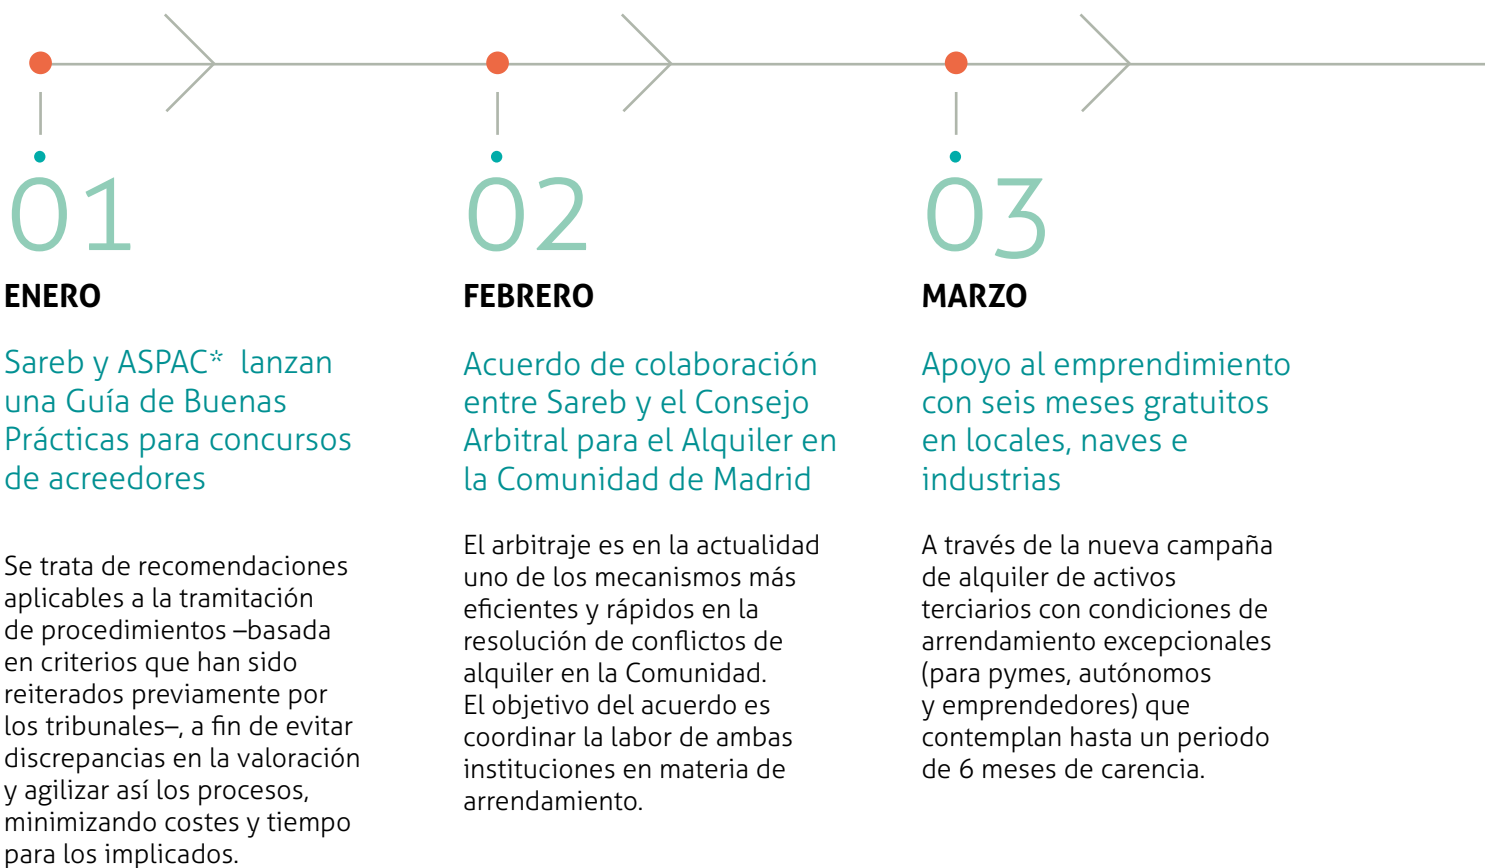 01
ENERO
Sareb y ASPAC* lanzan
una Guía de Buenas
Prácticas para concursos
de acreedores
Se trata de recomendaciones
aplicables a la tramitación
de procedimientos –basada
en criterios que han sido
reiterados previamente por
los tribunales–, a fin de evitar
discrepancias en la valoración
y agilizar así los procesos,
minimizando costes y tiempo
para los implicados.
02
FEBRERO
Acuerdo de colaboración
entre Sareb y el Consejo
Arbitral para el Alquiler en
la Comunidad de Madrid
El arbitraje es en la actualidad
uno de los mecanismos más
eficientes y rápidos en la
resolución de conflictos de
alquiler en la Comunidad.
El objetivo del acuerdo es
coordinar la labor de ambas
instituciones en materia de
arrendamiento.
03
MARZO
Apoyo al emprendimiento
con seis meses gratuitos
en locales, naves e
industrias
A través de la nueva campaña
de alquiler de activos
terciarios con condiciones de
arrendamiento excepcionales
(para pymes, autónomos
y emprendedores) que
contemplan hasta un periodo
de 6 meses de carencia.